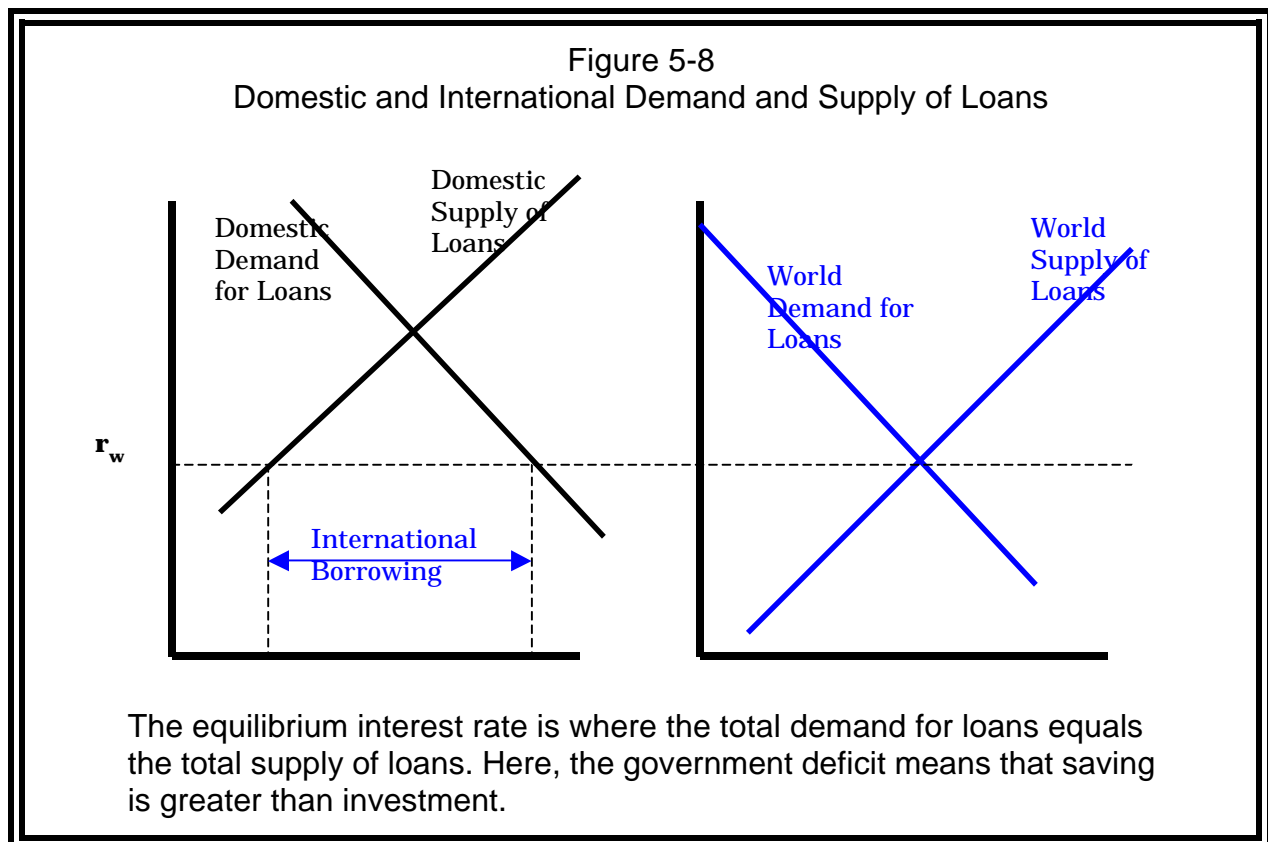 Figure 5-8
Domestic and International Demand and Supply of Loans
Domestic
Demand
for Loans
Domestic
Supply of
Loans
World
Demand for
Loans
World
Supply of
Loans
r_w
International
Borrowing
The equilibrium interest rate is where the total demand for loans equals
the total supply of loans. Here, the government deficit means that saving
is greater than investment.